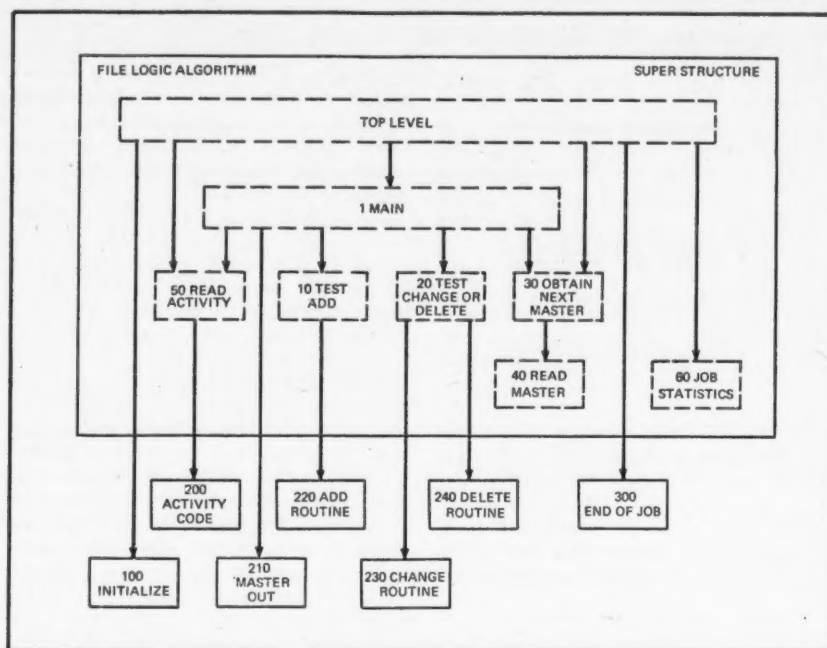 FILE LOGIC ALGORITHM
SUPER STRUCTURE
TOP LEVEL
1 MAIN
50 READ
ACTIVITY
10 TEST
ADD
20 TEST
CHANGE OR
DELETE
30 OBTAIN
NEXT
MASTER
40 READ
MASTER
60 JOB
STATISTICS
200
ACTIVITY
CODE
220 ADD
ROUTINE
240 DELETE
ROUTINE
300
END OF JOB
100
INITIALIZE
210
MASTER
OUT
230 CHANGE
ROUTINE